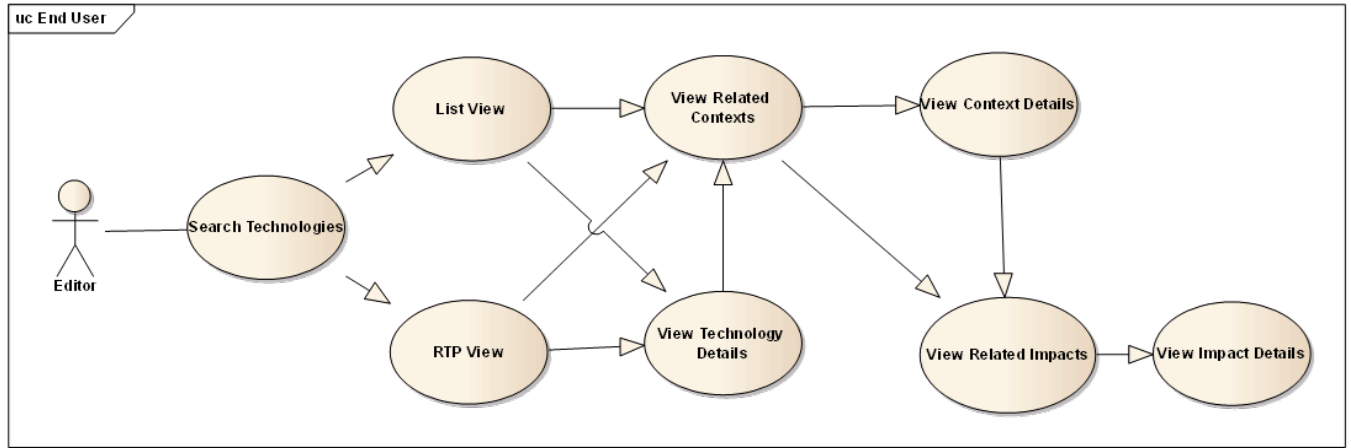 uc End User
List View
View Related
Contexts
View Context Details
Search Technologies
Editor
RTP View
View Technology
Details
View Related Impacts
View Impact Details